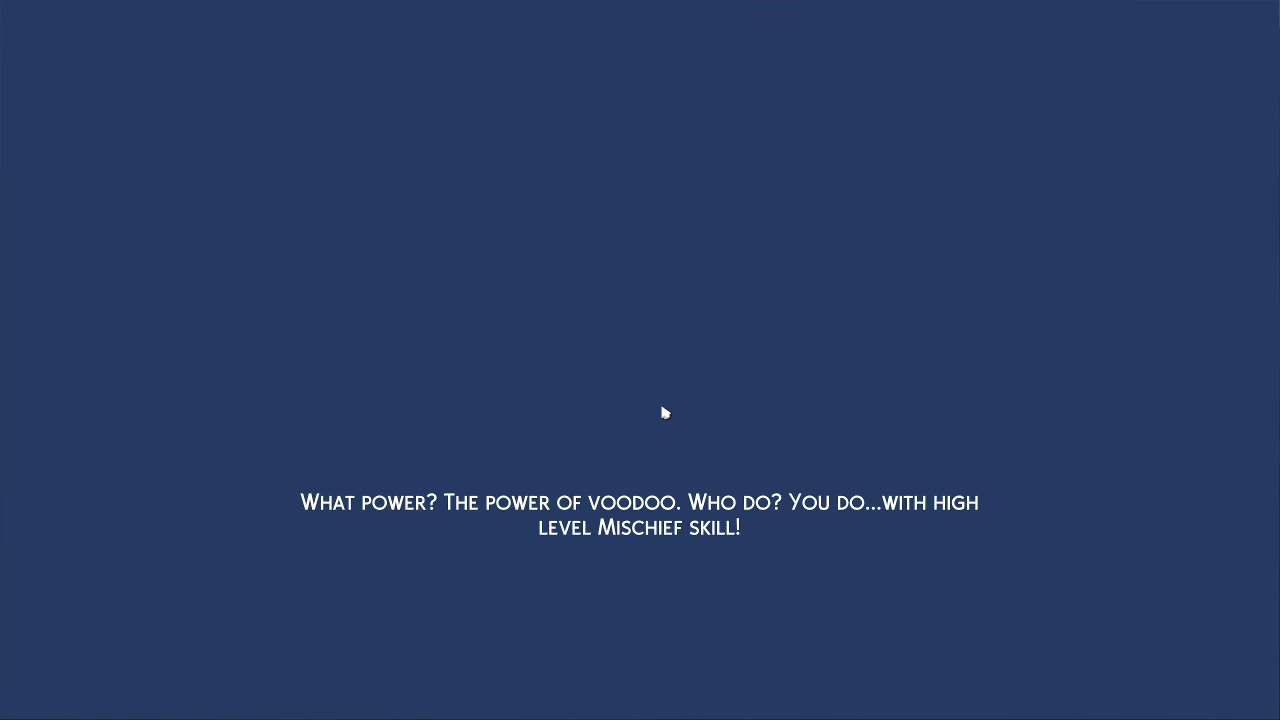 What power? The power of voodoo. Who do? You do...with high
level Mischief skill!